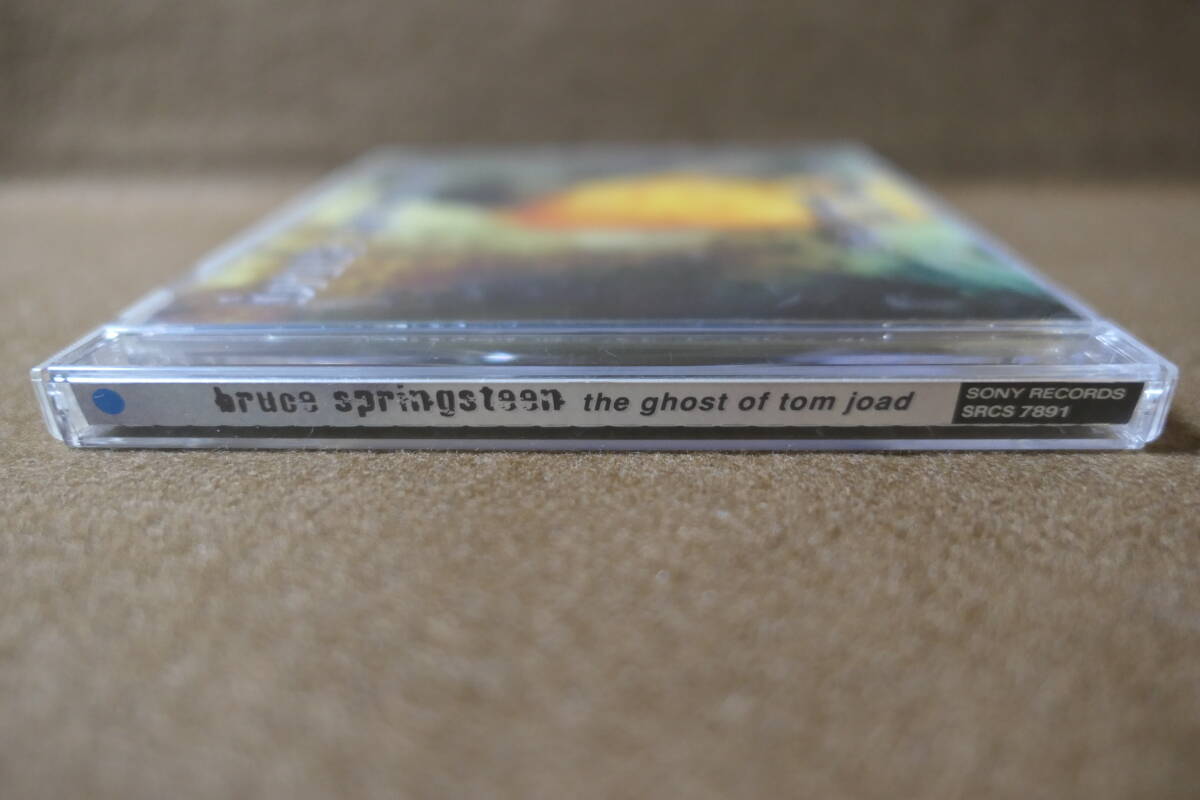 bruce springsteen the ghost of tom joad
SONY RECORDS
SRCS 7891